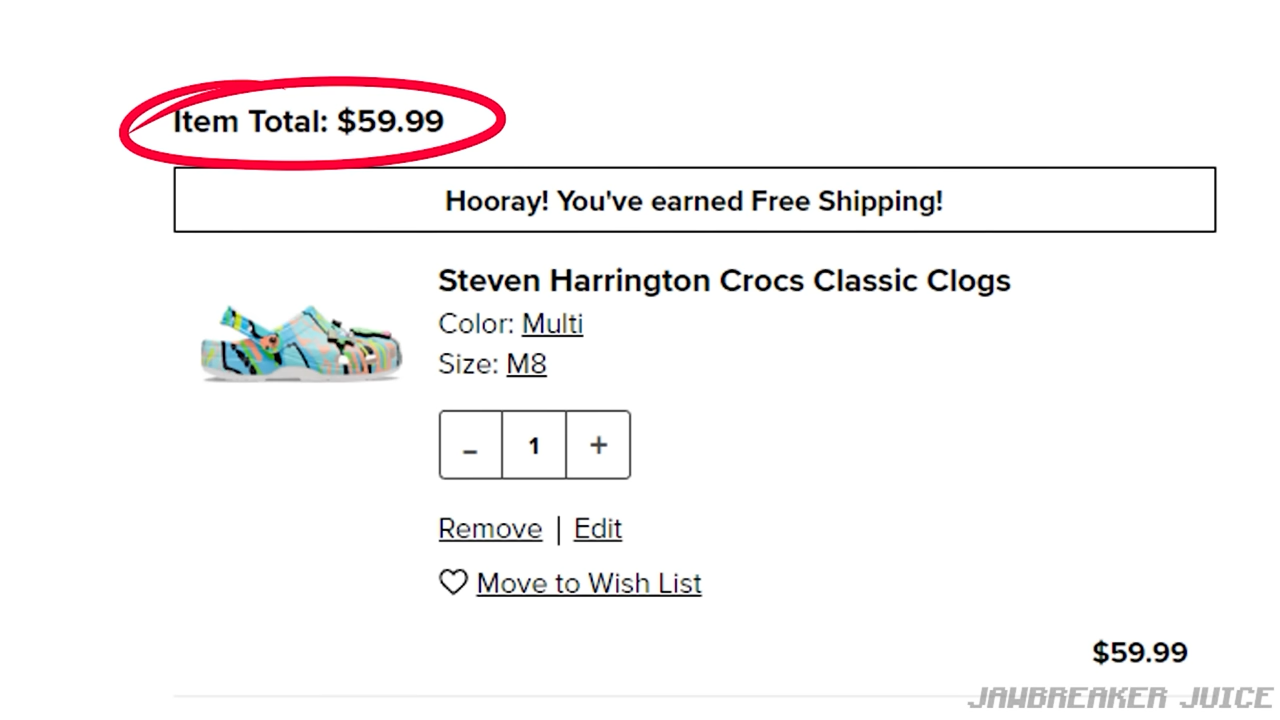 Item Total: $59.99
Hooray! You've earned Free Shipping!
Steven Harrington Crocs Classic Clogs
Color: Multi
Size: M8
- 1 +
Remove | Edit
Move to Wish List
$59.99
JAWBREAKER JUICE